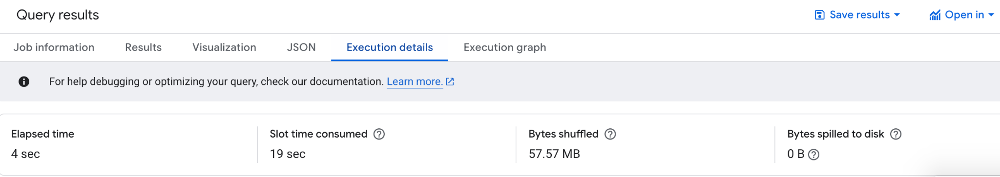 Query results
Save results
Open in
Job information
Results
Visualization
JSON
Execution details
Execution graph
For help debugging or optimizing your query, check our documentation. Learn more.
Elapsed time
Slot time consumed
Bytes shuffled
Bytes spilled to disk
4 sec
19 sec
57.57 MB
0 B